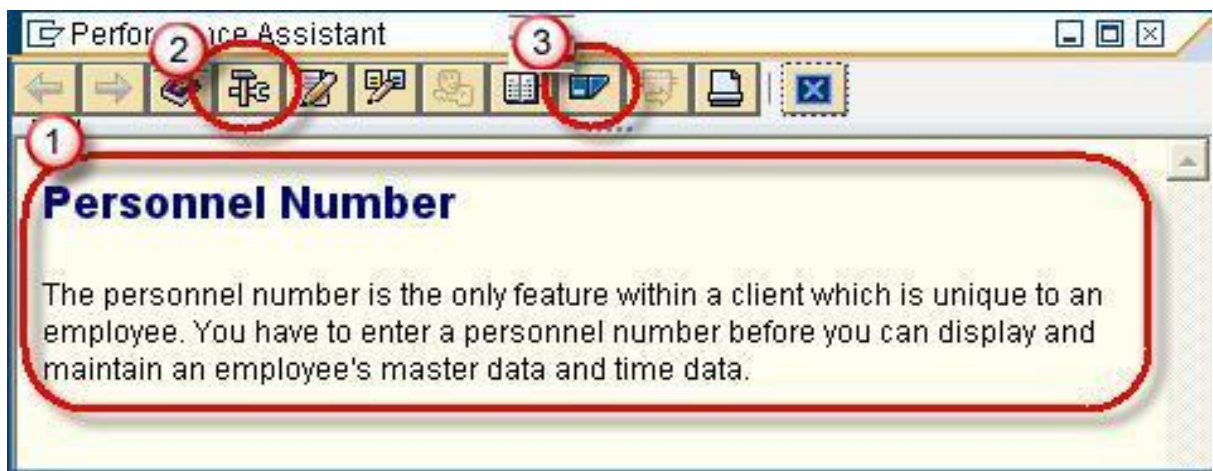 Performance Assistant
2
3
1
Personnel Number
The personnel number is the only feature within a client which is unique to an
employee. You have to enter a personnel number before you can display and
maintain an employee's master data and time data.